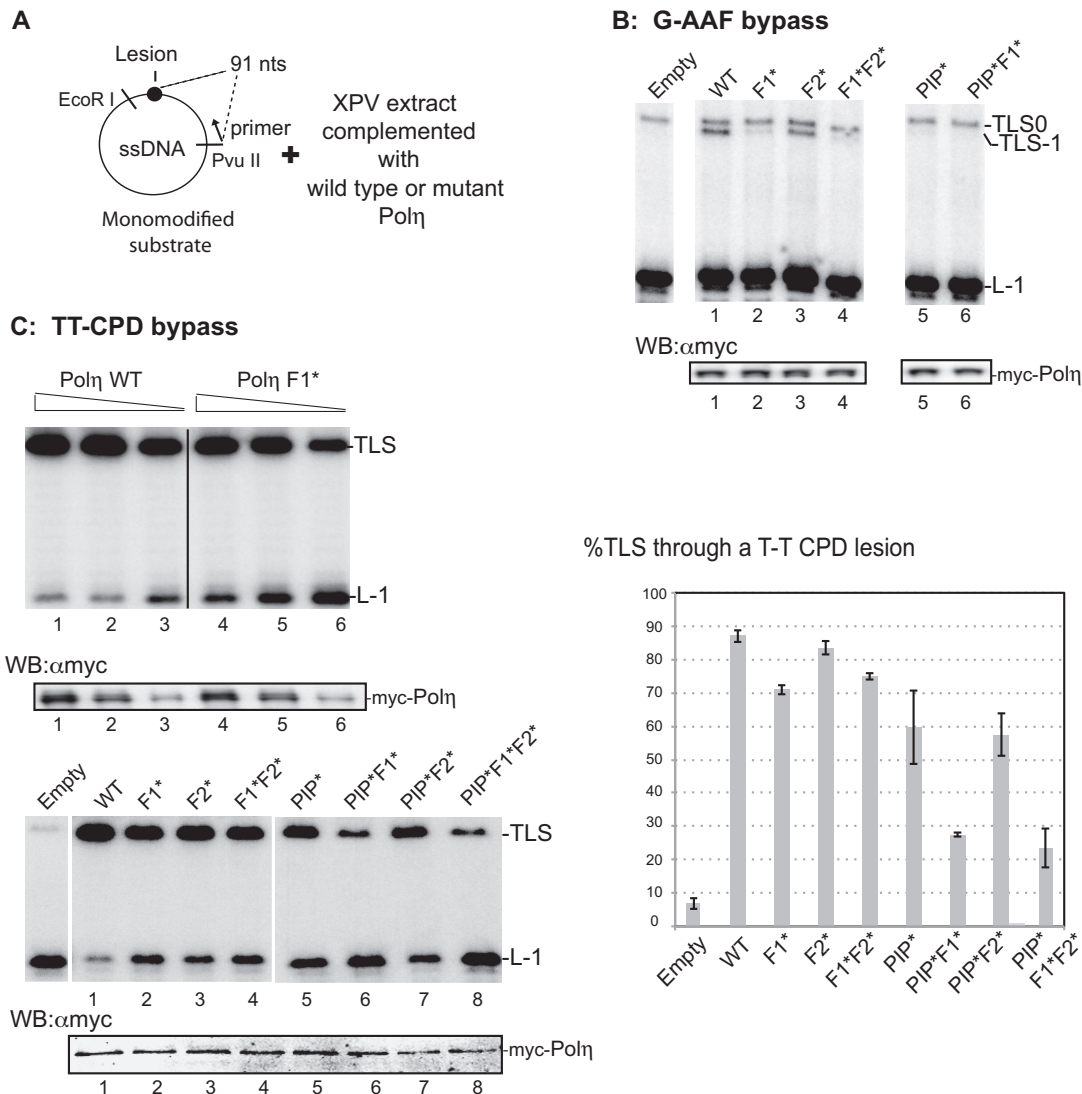 A
Lesion
91 nts
EcoR I
primer
ssDNA
Pvu II
Monomodified
substrate
+
XPV extract
complemented
with
wild type or mutant
Polη
B: G-AAF bypass
Empty
WT
F1*
F2*
F1*F2*
PIP*
PIP*F1*
-TLS0
-TLS-1
-L-1
1 2 3 4 5 6
WB:αmyc
-myc-Polη
1 2 3 4 5 6
C: TT-CPD bypass
Polη WT
Polη F1*
-TLS
-L-1
1 2 3 4 5 6
WB:αmyc
-myc-Polη
1 2 3 4 5 6
Empty
WT
F1*
F2*
F1*F2*
PIP*
PIP*F1*
PIP*F2*
PIP*F1*F2*
-TLS
-L-1
1 2 3 4 5 6 7 8
WB:αmyc
-myc-Polη
1 2 3 4 5 6 7 8
%TLS through a T-T CPD lesion
100
90
80
70
60
50
40
30
20
10
0
Empty
WT
F1*
F2*
F1*F2*
PIP*
PIP*F1*
PIP*F2*
PIP*
F1*F2*